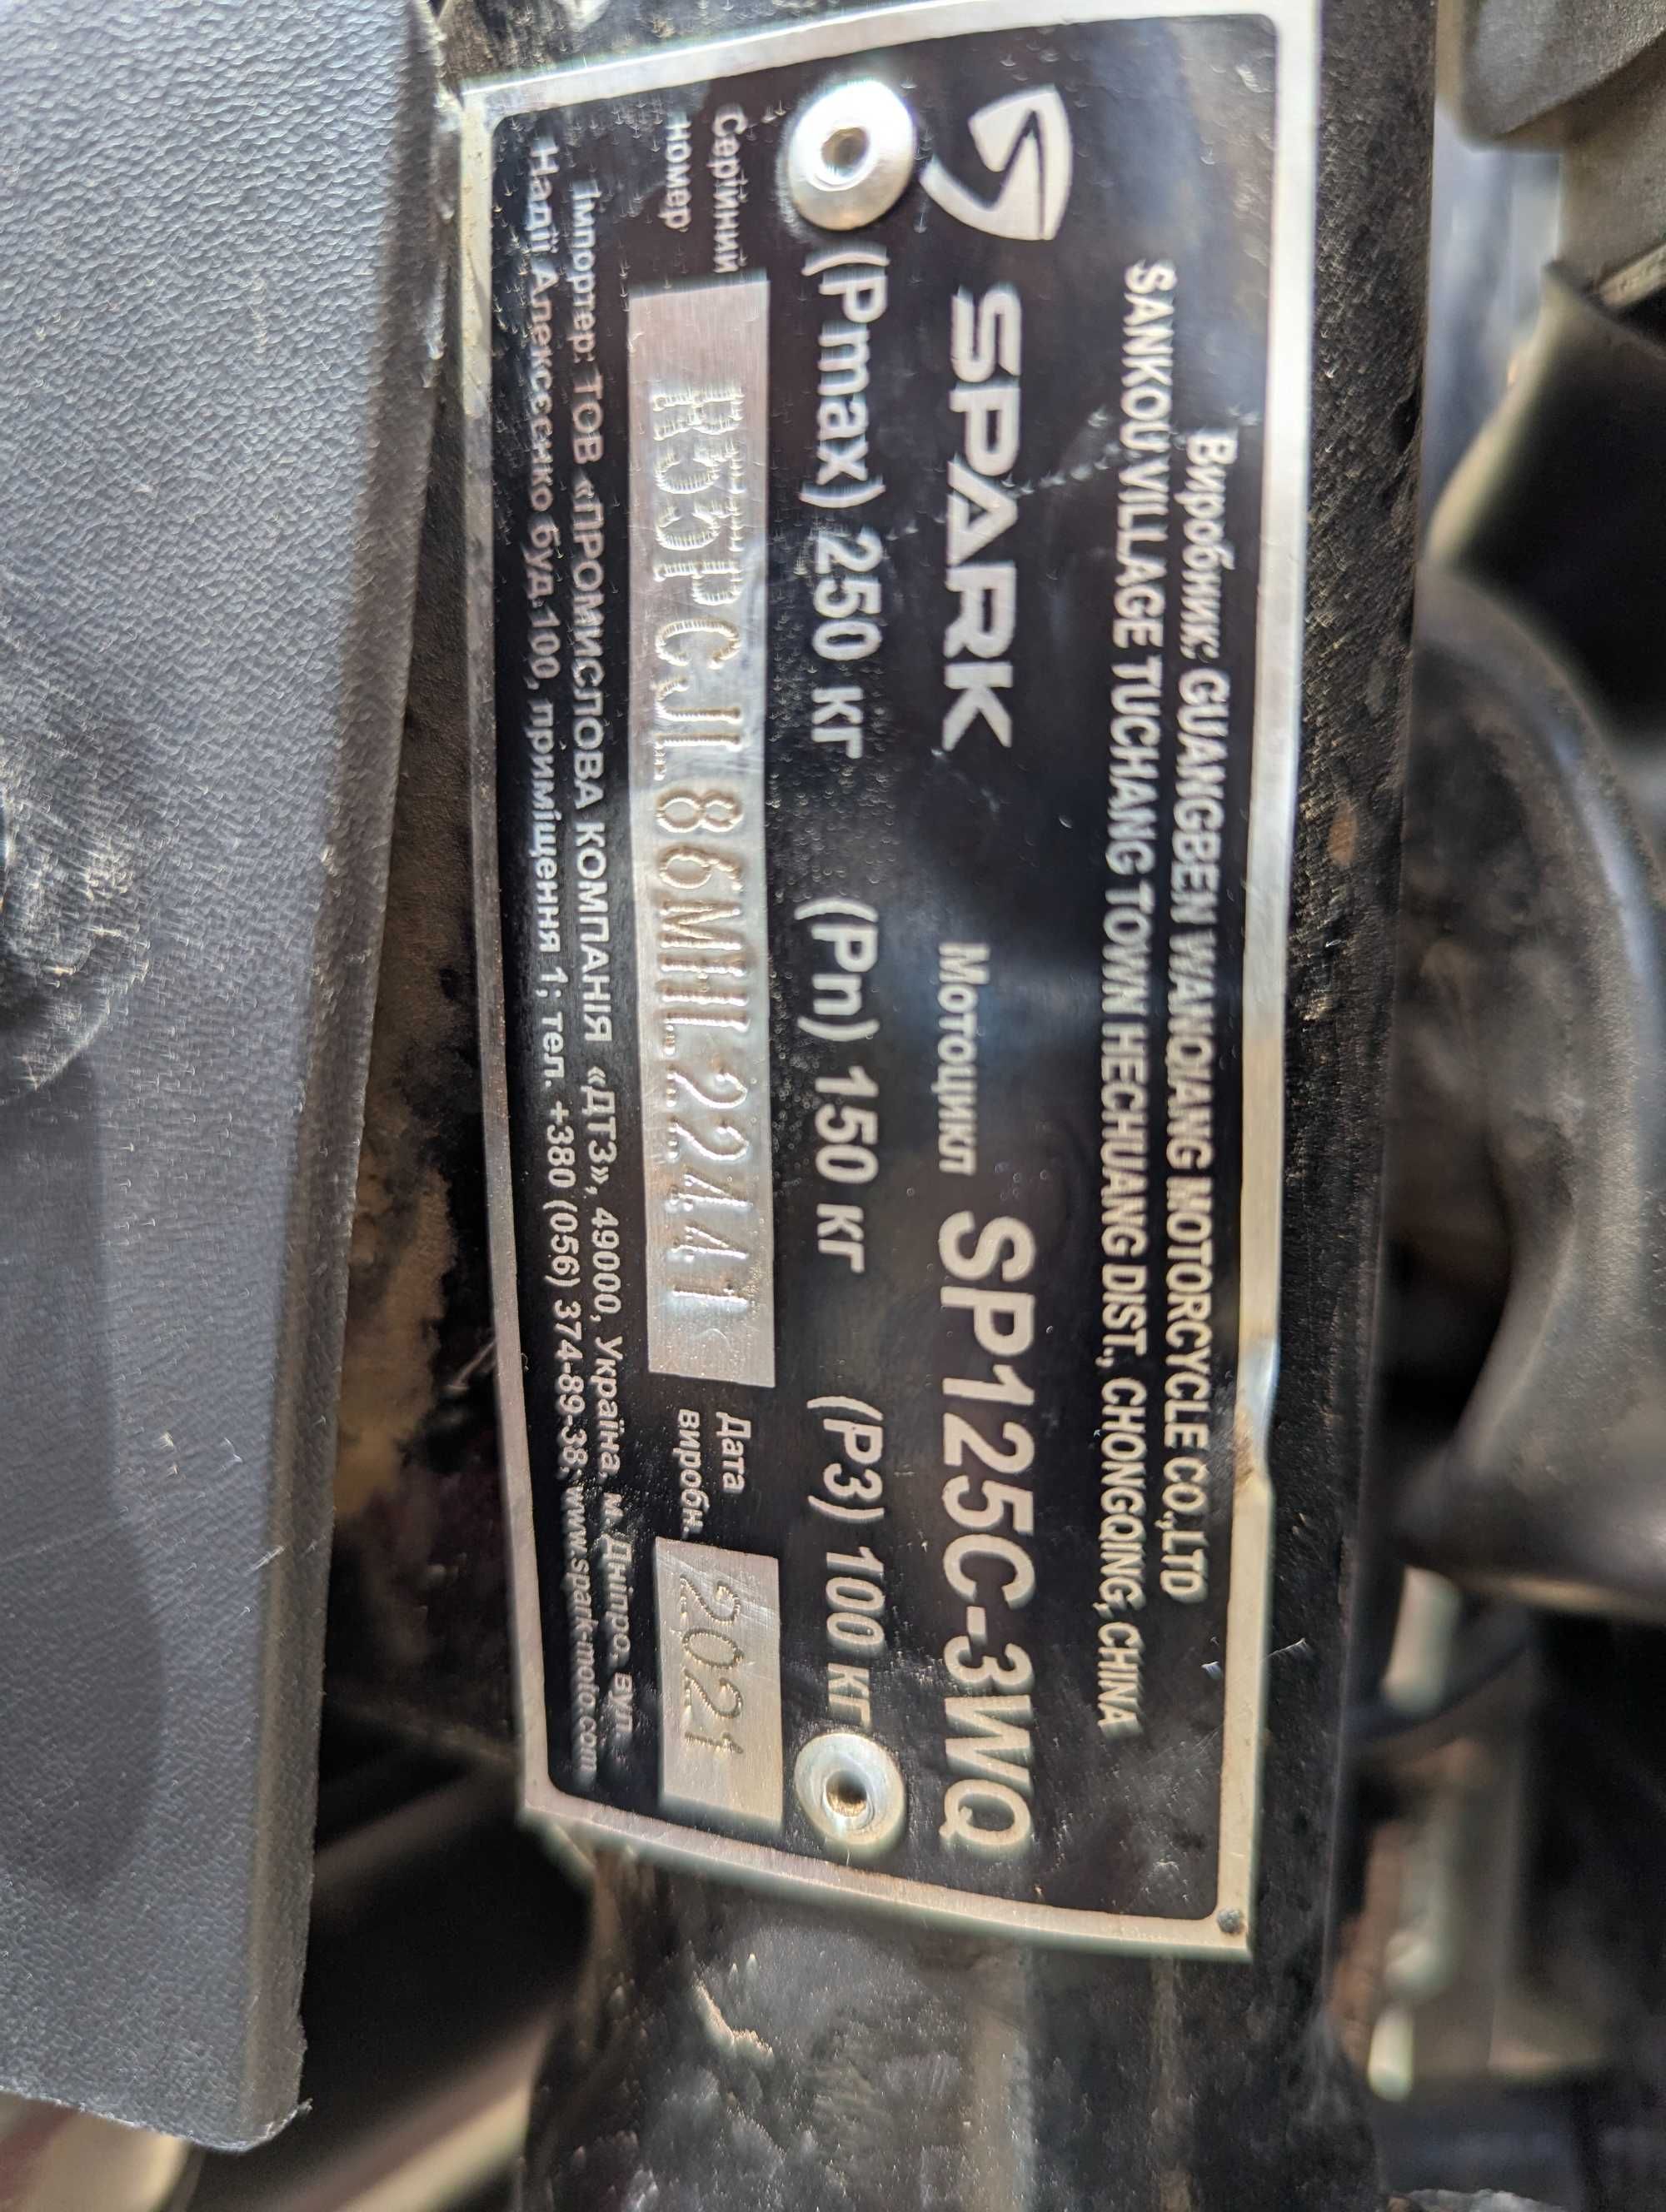 Виробник: GUANGBEN WANQIANG MOTORCYCLE CO.,LTD
SANKOU VILLAGE TUCHANG TOWN HECHUANG DIST., CHONGQING, CHINA
SPARK Мотоцикл SP125C-3WQ
(Pmax) 250 кг (Pn) 150 кг (P3) 100 кг
Серійний номер R33PCJL86MHL22441 Дата виробн. 2021
Імпортер: ТОВ «ПРОМИСЛОВА КОМПАНІЯ «ДТЗ», 49000, Україна, м. Дніпро, вул.
Надії Алексєєнко буд.100, приміщення 1; тел. +380 (056) 374-89-38, www.spark-moto.com